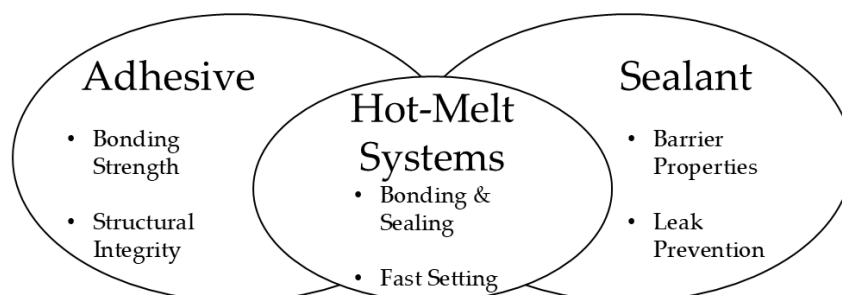 Adhesive
• Bonding
Strength
• Structural
Integrity
Hot-Melt
Systems
• Bonding &
Sealing
• Fast Setting
Sealant
• Barrier
Properties
• Leak
Prevention